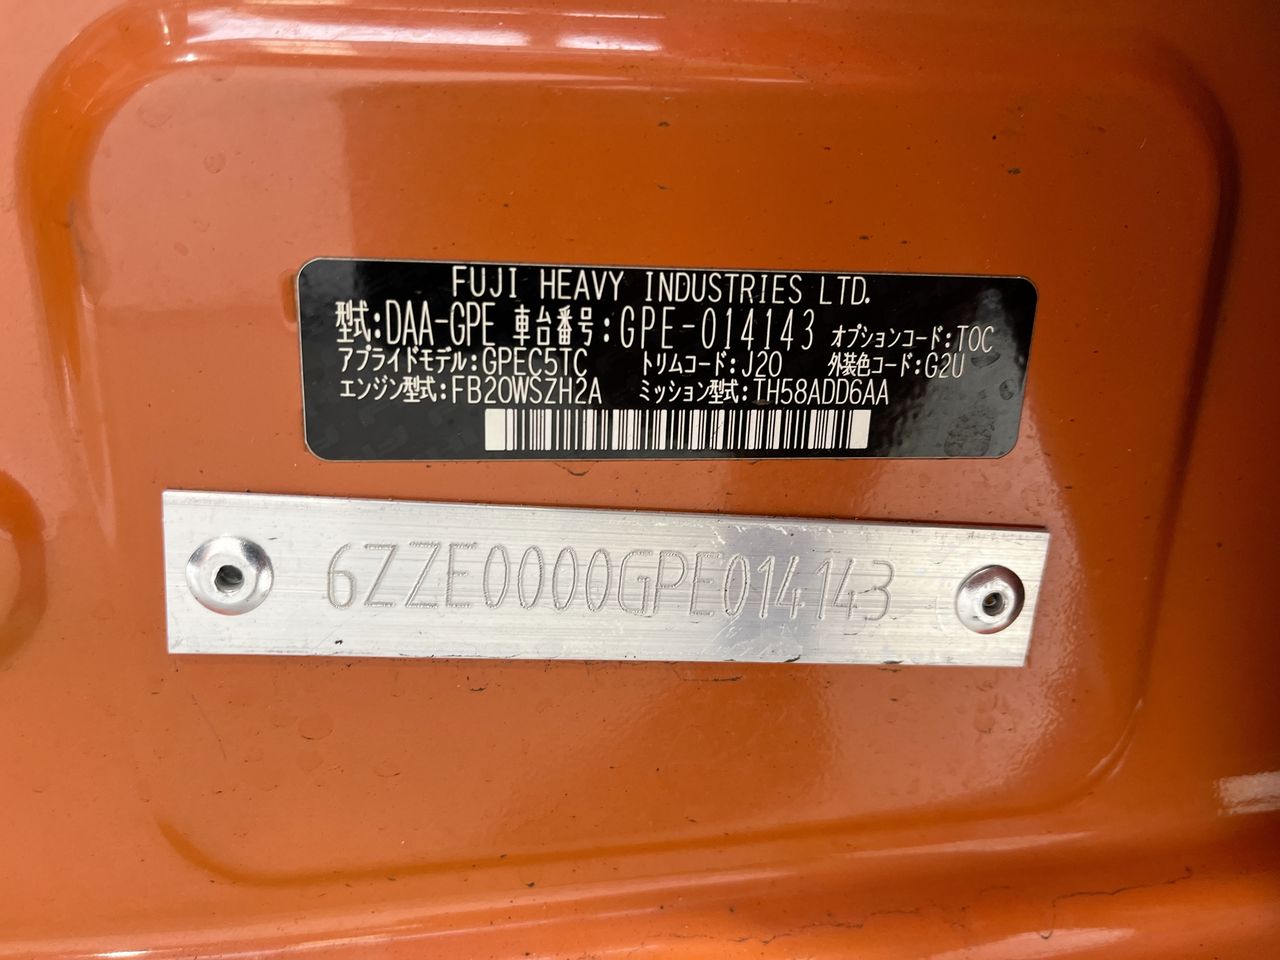 FUJI HEAVY INDUSTRIES LTD.
型式:DAA-GPE 車台番号:GPE-014143 オプションコード:TOC
アプライドモデル:GPEC5TC トリムコード:J20 外装色コード:G2U
エンジン型式:FB20WSZH2A ミッション型式:TH58ADD6AA
6ZZE0000GPE014143